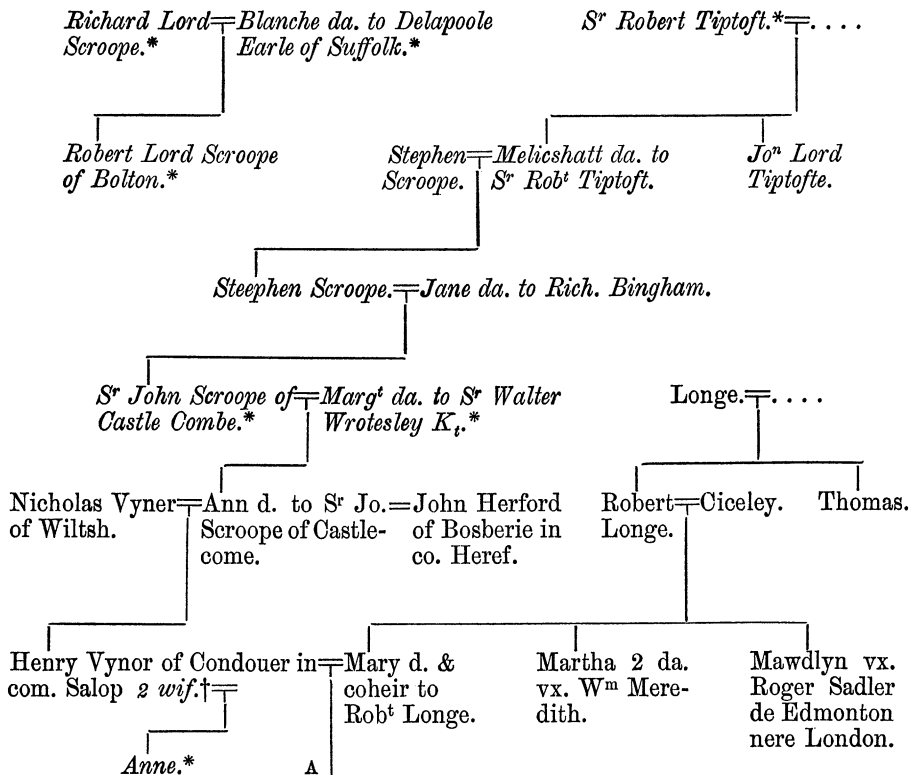 Richard Lord Blanche da. to Delapoole Sʳ Robert Tiptoft.* . . . .
Scroope.* Earle of Suffolk.*
Robert Lord Scroope Stephen Melicshatt da. to Joⁿ Lord
of Bolton.* Scroope. Sʳ Robᵗ Tiptoft. Tiptofte.
Steephen Scroope. Jane da. to Rich. Bingham.
Sʳ John Scroope of Margᵗ da. to Sʳ Walter Longe. . . . .
Castle Combe.* Wrotesley Kₜ.*
Nicholas Vyner Ann d. to Sʳ Jo. = John Herford Robert Ciceley. Thomas.
of Wiltsh. Scroope of Castle- of Bosberie in Longe.
come. co. Heref.
Henry Vynor of Condouer in Mary d. & Martha 2 da. Mawdlyn vx.
com. Salop 2 wif.† coheir to vx. Wᵐ Mere- Roger Sadler
Robᵗ Longe. dith. de Edmonton
nere London.
Anne.* A